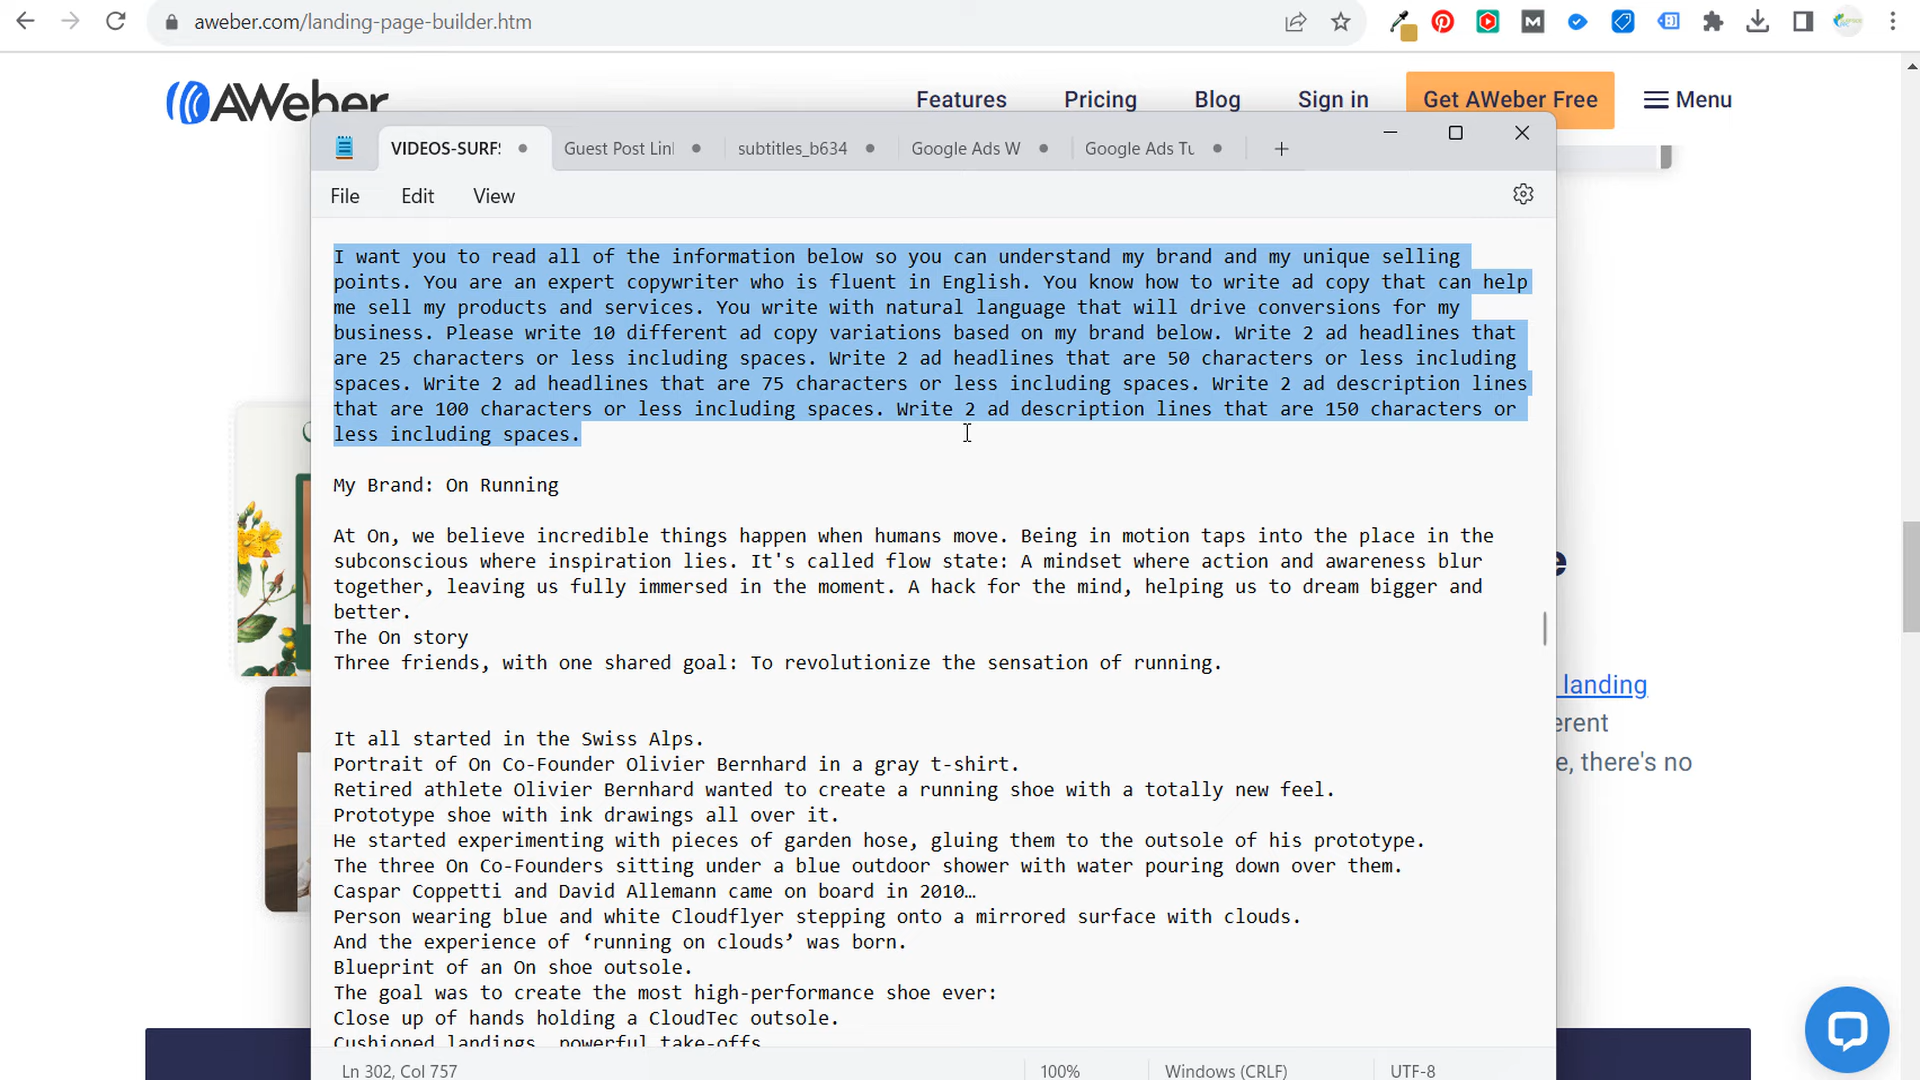 aweber.com/landing-page-builder.htm
AWeber
Features Pricing Blog Sign in Get AWeber Free Menu
VIDEOS-SURF
Guest Post Lin
subtitles_b634
Google Ads W
Google Ads Tu
File Edit View
I want you to read all of the information below so you can understand my brand and my unique selling
points. You are an expert copywriter who is fluent in English. You know how to write ad copy that can help
me sell my products and services. You write with natural language that will drive conversions for my
business. Please write 10 different ad copy variations based on my brand below. Write 2 ad headlines that
are 25 characters or less including spaces. Write 2 ad headlines that are 50 characters or less including
spaces. Write 2 ad headlines that are 75 characters or less including spaces. Write 2 ad description lines
that are 100 characters or less including spaces. Write 2 ad description lines that are 150 characters or
less including spaces.
My Brand: On Running
At On, we believe incredible things happen when humans move. Being in motion taps into the place in the
subconscious where inspiration lies. It's called flow state: A mindset where action and awareness blur
together, leaving us fully immersed in the moment. A hack for the mind, helping us to dream bigger and
better.
The On story
Three friends, with one shared goal: To revolutionize the sensation of running.
It all started in the Swiss Alps.
Portrait of On Co-Founder Olivier Bernhard in a gray t-shirt.
Retired athlete Olivier Bernhard wanted to create a running shoe with a totally new feel.
Prototype shoe with ink drawings all over it.
He started experimenting with pieces of garden hose, gluing them to the outsole of his prototype.
The three On Co-Founders sitting under a blue outdoor shower with water pouring down over them.
Caspar Coppetti and David Allemann came on board in 2010…
Person wearing blue and white Cloudflyer stepping onto a mirrored surface with clouds.
And the experience of ‘running on clouds’ was born.
Blueprint of an On shoe outsole.
The goal was to create the most high-performance shoe ever:
Close up of hands holding a CloudTec outsole.
Cushioned landings, powerful take-offs
landing
erent
e, there's no
Ln 302, Col 757
100%
Windows (CRLF)
UTF-8